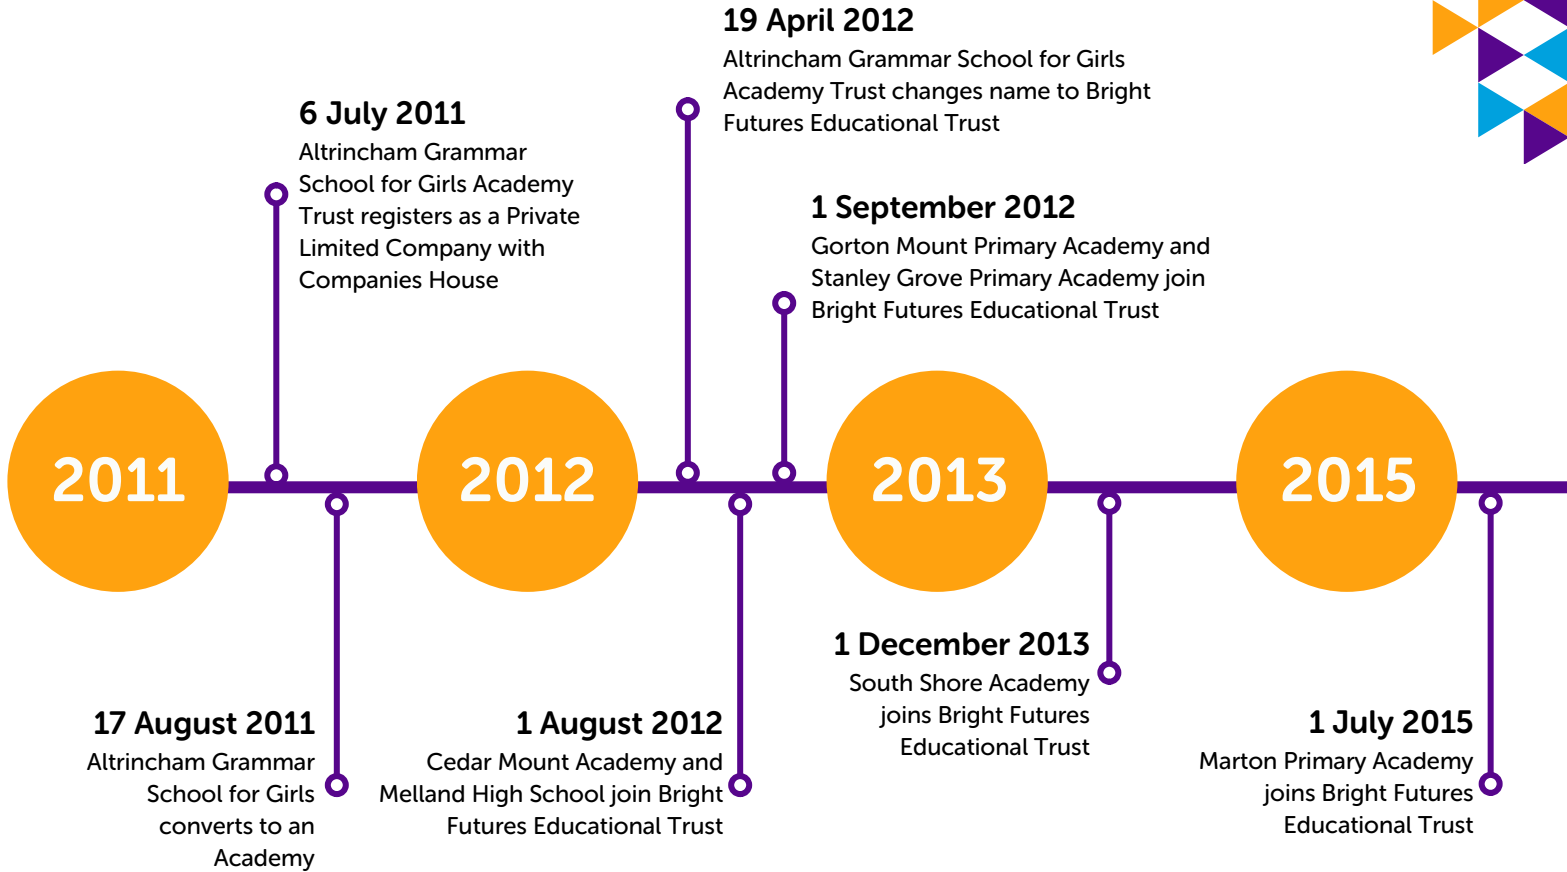 19 April 2012
Altrincham Grammar School for Girls
Academy Trust changes name to Bright
Futures Educational Trust
6 July 2011
Altrincham Grammar
School for Girls Academy
Trust registers as a Private
Limited Company with
Companies House
1 September 2012
Gorton Mount Primary Academy and
Stanley Grove Primary Academy join
Bright Futures Educational Trust
2011
2012
2013
2015
17 August 2011
Altrincham Grammar
School for Girls
converts to an
Academy
1 August 2012
Cedar Mount Academy and
Melland High School join Bright
Futures Educational Trust
1 December 2013
South Shore Academy
joins Bright Futures
Educational Trust
1 July 2015
Marton Primary Academy
joins Bright Futures
Educational Trust